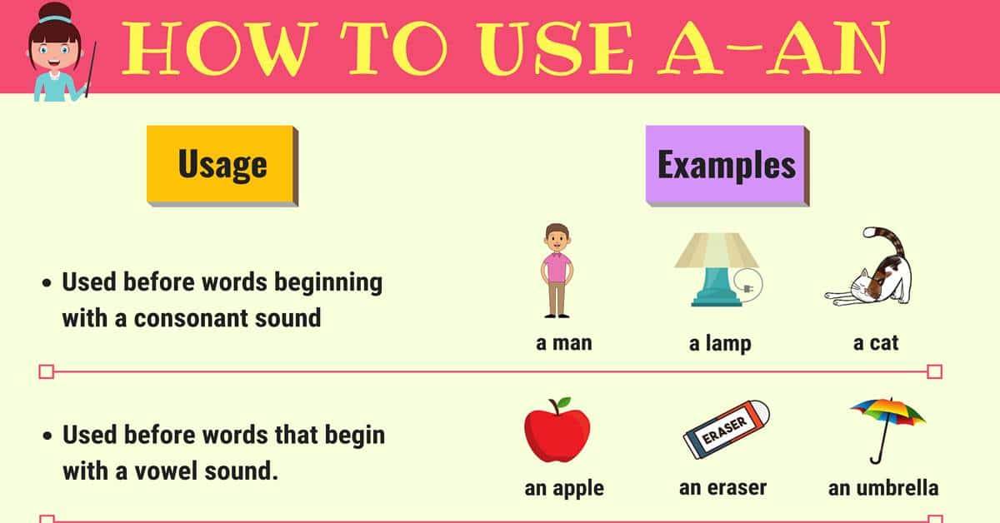 HOW TO USE A-AN
Usage
Examples
• Used before words beginning
with a consonant sound
a man
a lamp
a cat
• Used before words that begin
with a vowel sound.
ERASER
an apple
an eraser
an umbrella